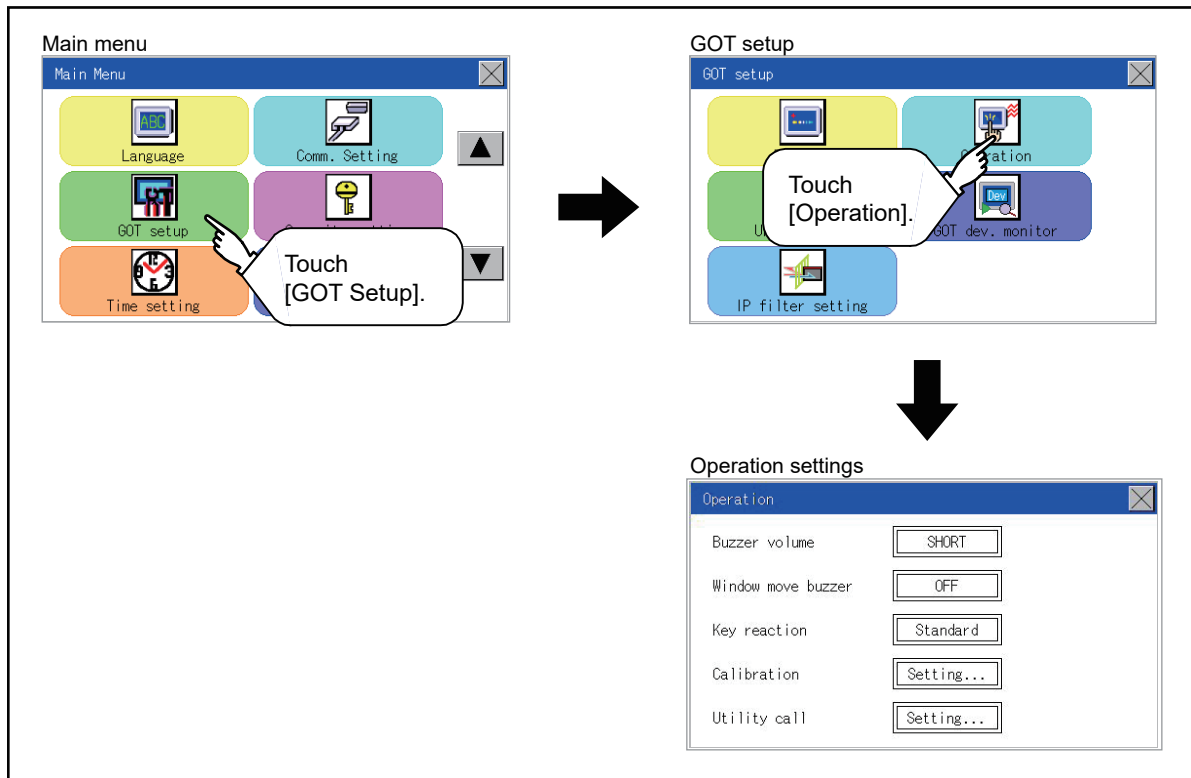 Main menu
Main Menu
ABC
Language
Comm. Setting
GOT setup
Time setting
Touch
[GOT Setup].
GOT setup
GOT setup
Touch
[Operation].
Dev
GOT dev. monitor
IP filter setting
Operation settings
Operation
Buzzer volume
SHORT
Window move buzzer
OFF
Key reaction
Standard
Calibration
Setting...
Utility call
Setting...